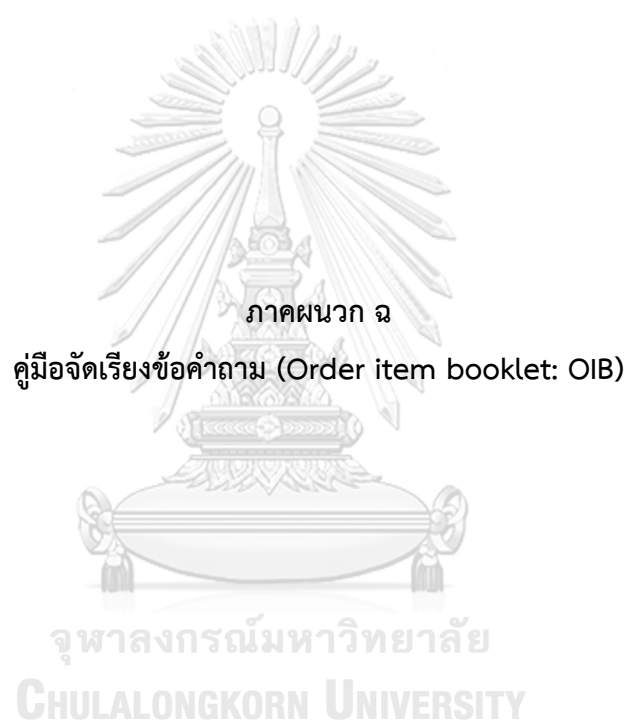 ภาคผนวก ฉ
คู่มือจัดเรียงข้อคำถาม (Order item booklet: OIB)
จุฬาลงกรณ์มหาวิทยาลัย
CHULALONGKORN UNIVERSITY